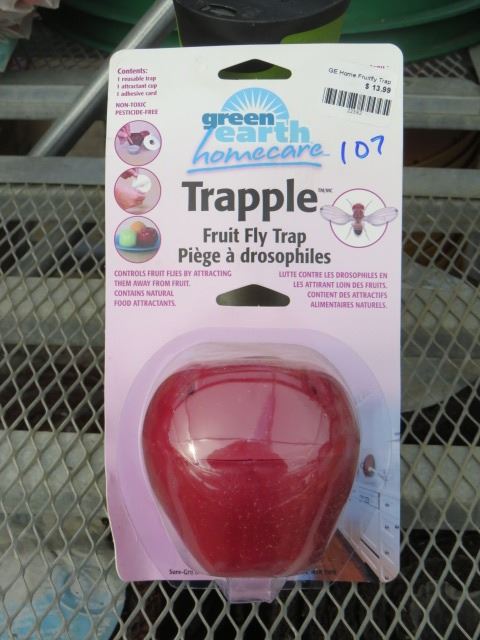 Contents:
1 reusable trap
1 attractant cup
1 adhesive card
NON-TOXIC
PESTICIDE-FREE
GE Home Fruitfly Trap
$ 13.99
107
green
earth
homecare
Trapple TM/MC
Fruit Fly Trap
Piège à drosophiles
CONTROLS FRUIT FLIES BY ATTRACTING
THEM AWAY FROM FRUIT.
CONTAINS NATURAL
FOOD ATTRACTANTS.
LUTTE CONTRE LES DROSOPHILES EN
LES ATTIRANT LOIN DES FRUITS.
CONTIENT DES ATTRACTIFS
ALIMENTAIRES NATURELS.